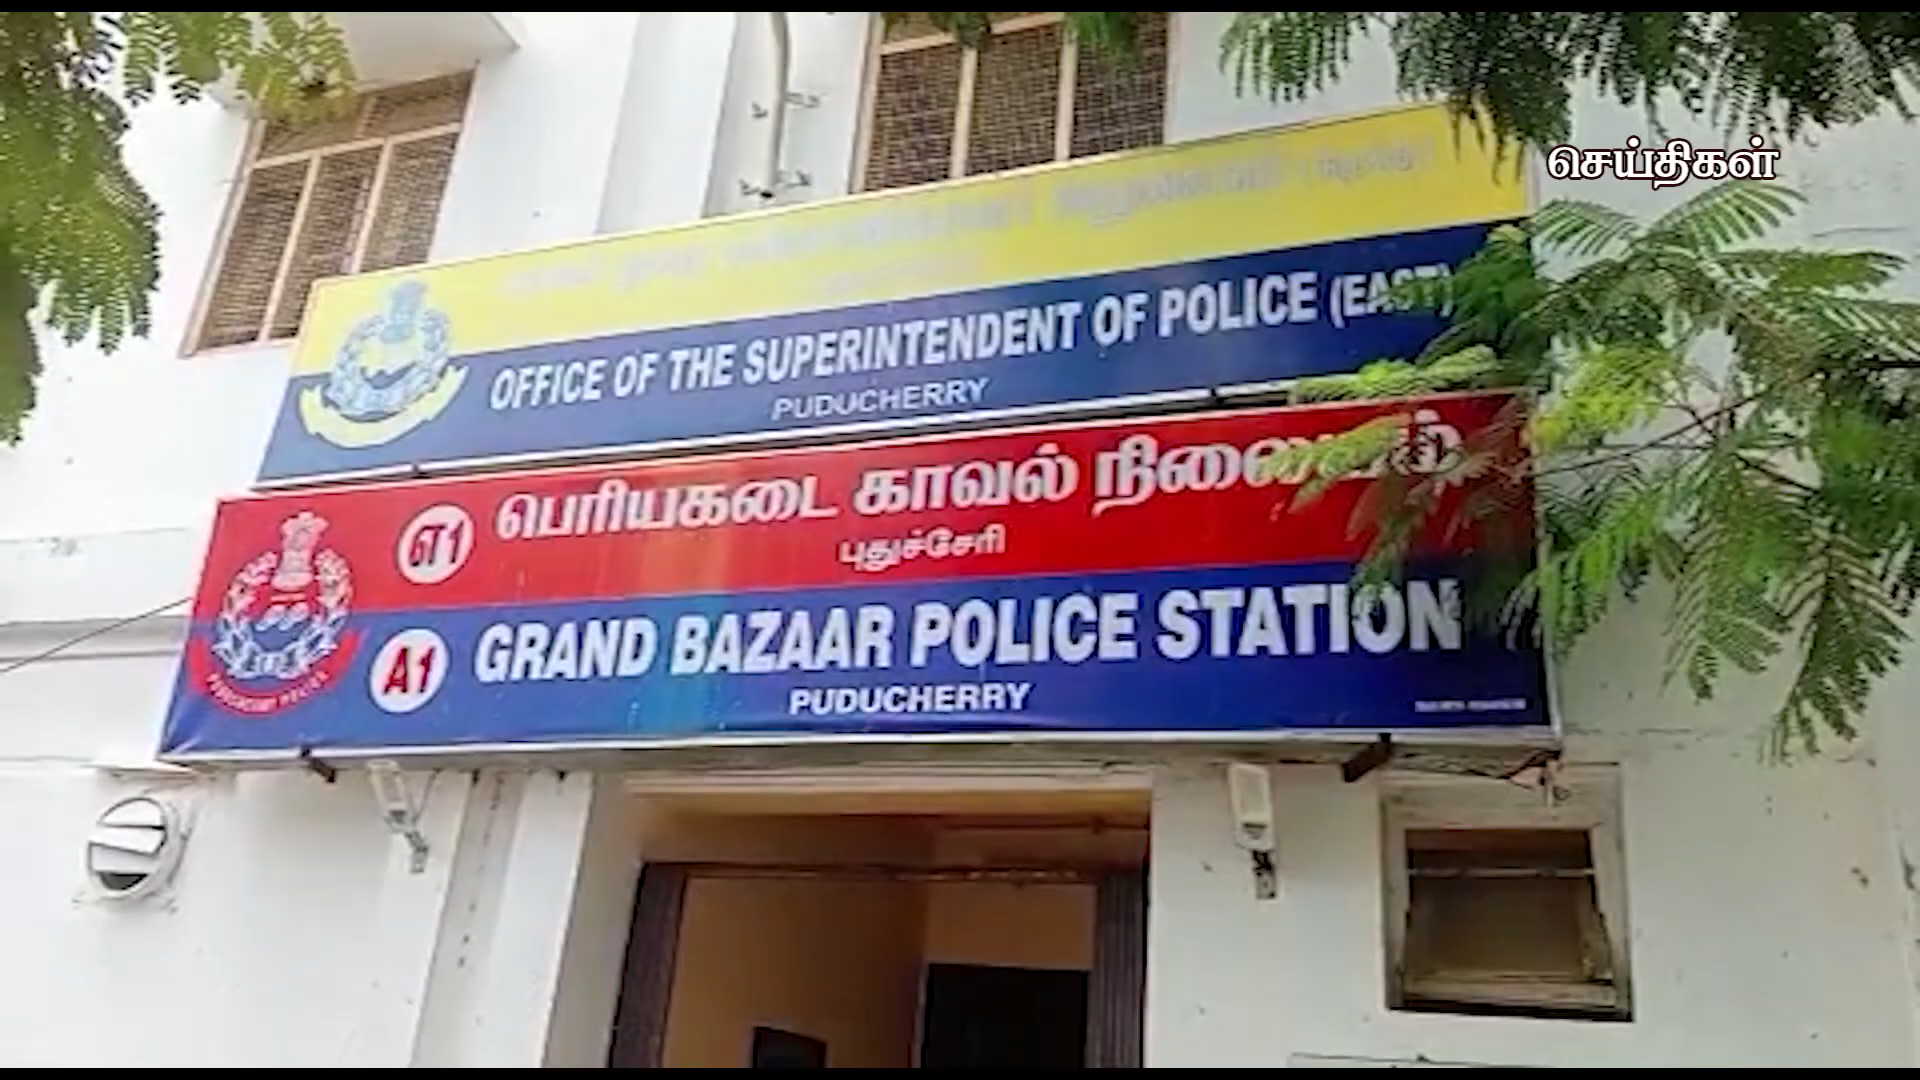 செய்திகள்
OFFICE OF THE SUPERINTENDENT OF POLICE (EAST)
PUDUCHERRY
எ1 பெரியகடை காவல் நிலையம்
புதுச்சேரி
A1 GRAND BAZAAR POLICE STATION
PUDUCHERRY